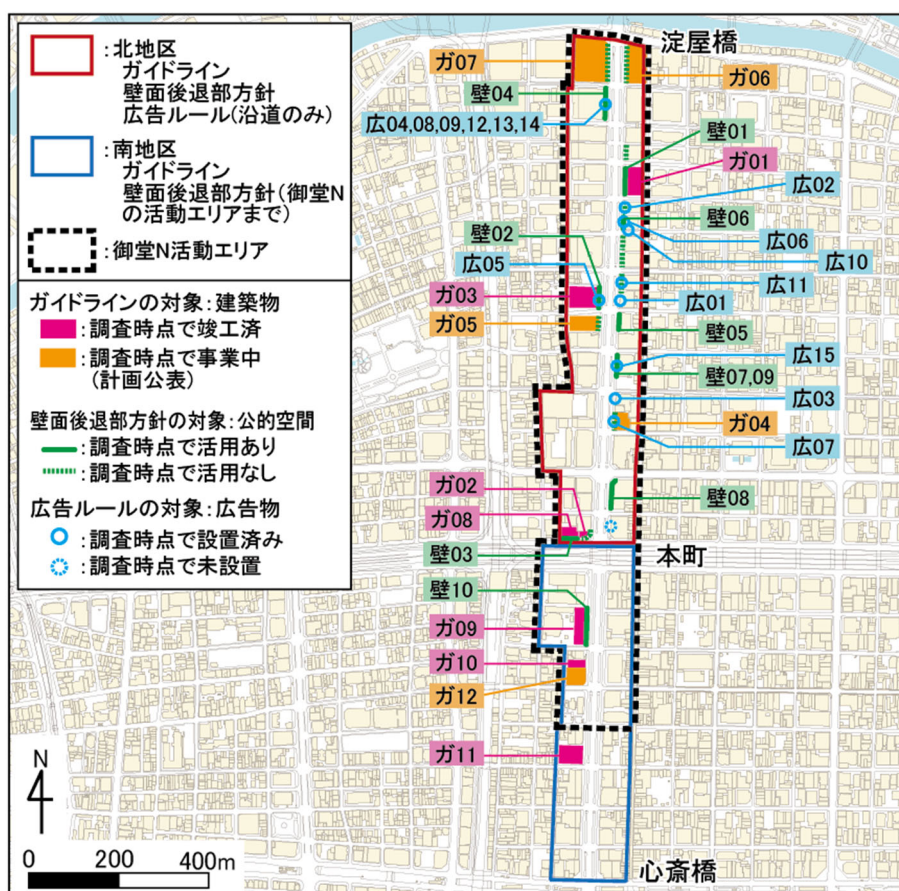 :北地区
ガイドライン
壁面後退部方針
広告ルール(沿道のみ)
:南地区
ガイドライン
壁面後退部方針(御堂N
の活動エリアまで)
:御堂N活動エリア
ガイドラインの対象:建築物
:調査時点で竣工済
:調査時点で事業中
(計画公表)
壁面後退部方針の対象:公的空間
:調査時点で活用あり
:調査時点で活用なし
広告ルールの対象:広告物
:調査時点で設置済み
:調査時点で未設置
淀屋橋
ガ07
ガ06
壁04
広04,08,09,12,13,14
壁01
ガ01
広02
壁06
壁02
広06
広05
広10
広11
ガ03
広01
ガ05
壁05
広15
壁07,09
広03
ガ04
広07
ガ02
壁08
ガ08
壁03
本町
壁10
ガ09
ガ10
ガ12
ガ11
心斎橋
N
0 200 400m